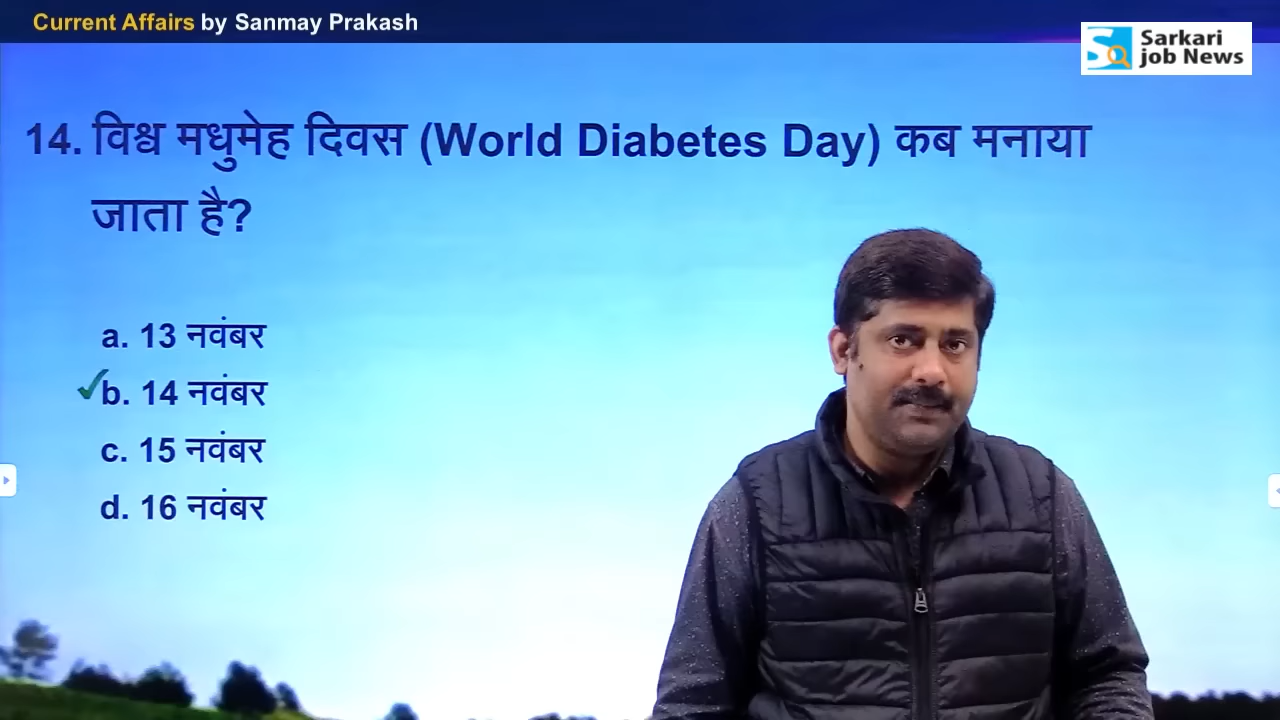 Current Affairs by Sanmay Prakash
Sarkari
job News
14. विश्व मधुमेह दिवस (World Diabetes Day) कब मनाया
जाता है?
a. 13 नवंबर
b. 14 नवंबर
c. 15 नवंबर
d. 16 नवंबर